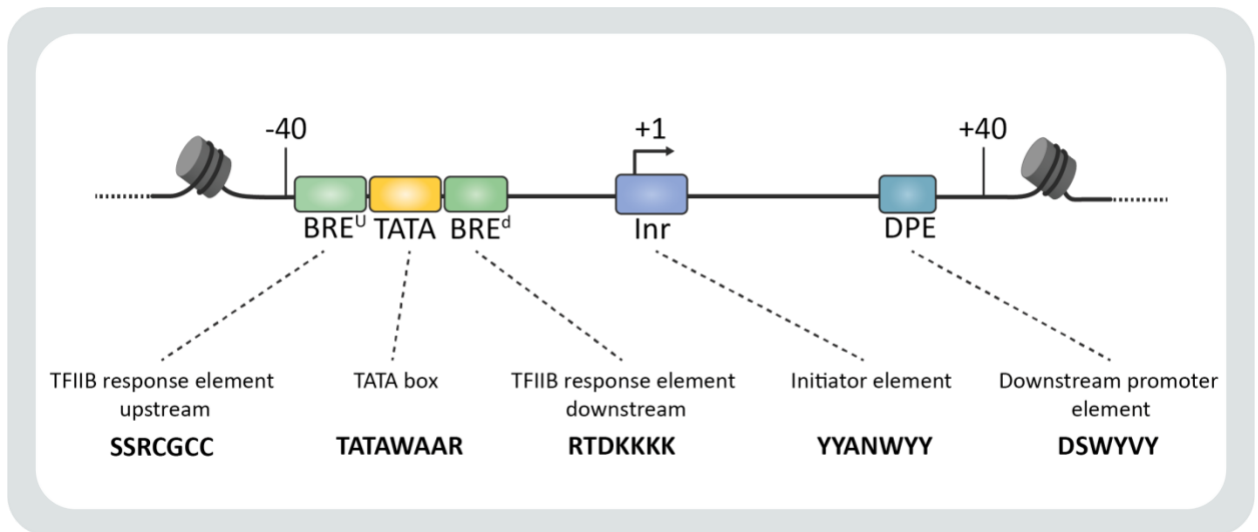 -40 +1 +40
BREᵁ TATA BREᵈ Inr DPE
TFIIB response element
upstream
SSRCGCC
TATA box
TATAWAAR
TFIIB response element
downstream
RTDKKKK
Initiator element
YYANWYY
Downstream promoter
element
DSWYVY